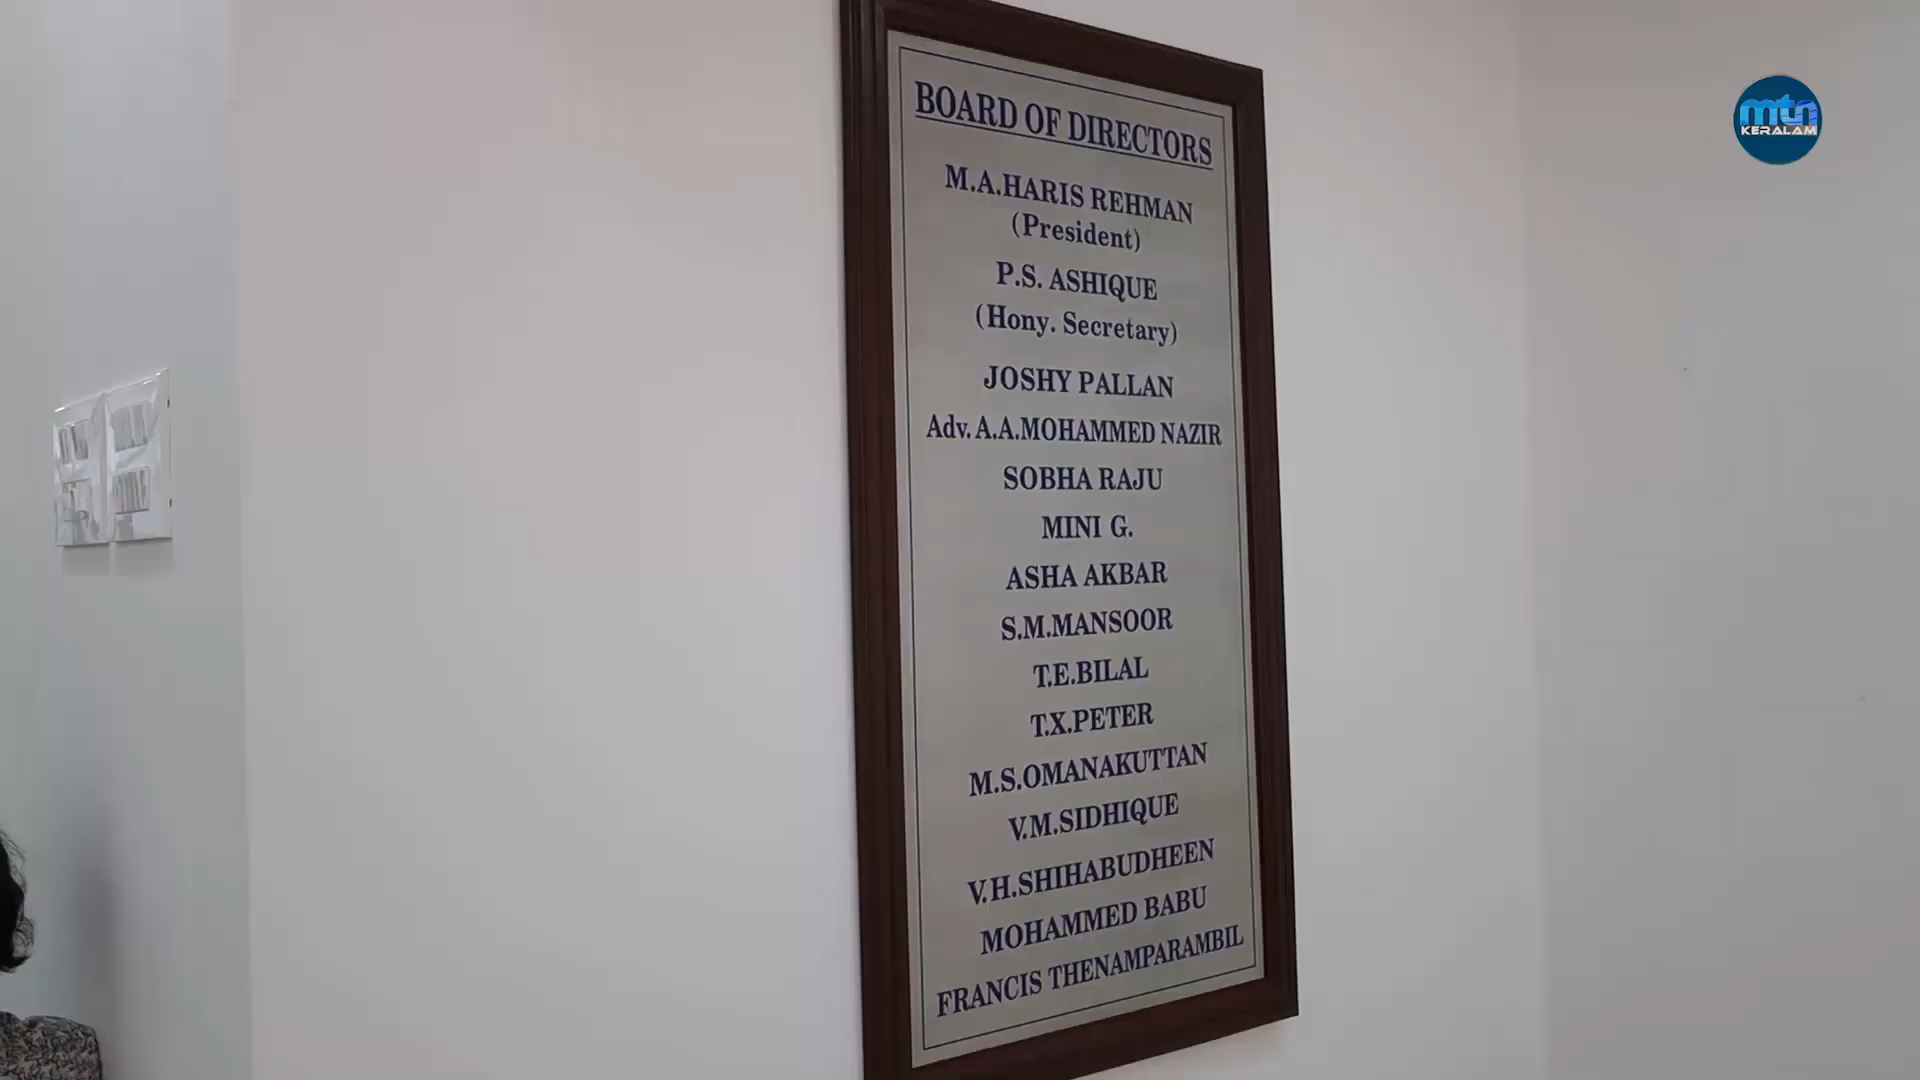 BOARD OF DIRECTORS
M.A.HARIS REHMAN
(President)
P.S. ASHIQUE
(Hony. Secretary)
JOSHY PALLAN
Adv. A.A.MOHAMMED NAZIR
SOBHA RAJU
MINI G.
ASHA AKBAR
S.M.MANSOOR
T.E.BILAL
T.X.PETER
M.S.OMANAKUTTAN
V.M.SIDHIQUE
V.H.SHIHABUDHEEN
MOHAMMED BABU
FRANCIS THENAMPARAMBIL
mtn
KERALAM